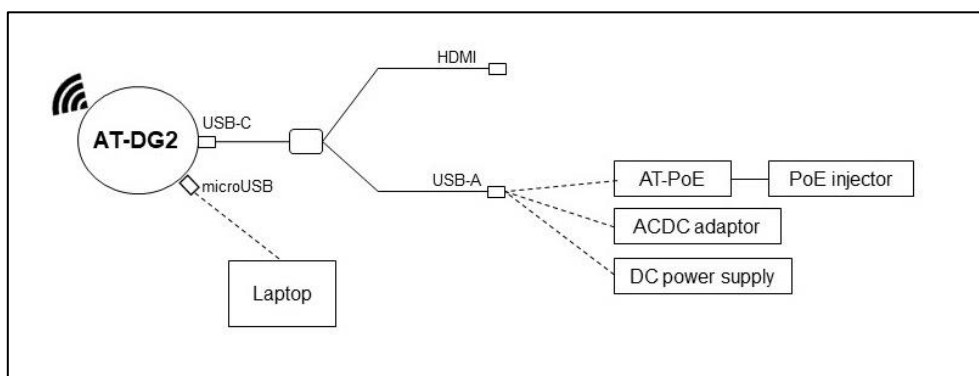 HDMI
AT-DG2
USB-C
microUSB
USB-A
AT-PoE
PoE injector
ACDC adaptor
DC power supply
Laptop